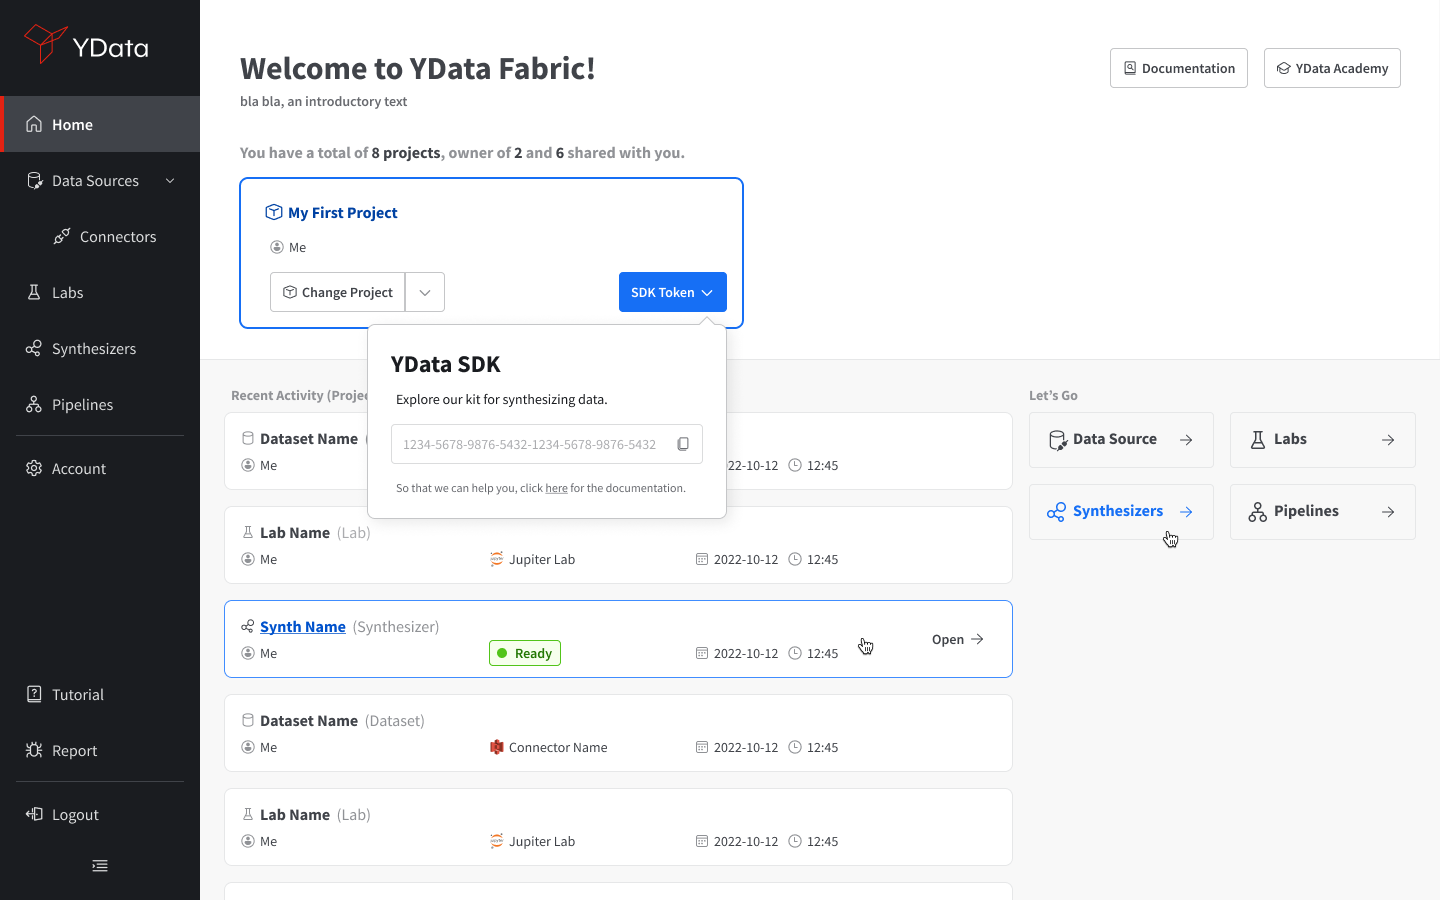 YData
Home
Data Sources
Connectors
Labs
Synthesizers
Pipelines
Account
Tutorial
Report
Logout
Welcome to YData Fabric!
bla bla, an introductory text
Documentation
YData Academy
You have a total of 8 projects, owner of 2 and 6 shared with you.
My First Project
Me
Change Project
SDK Token
YData SDK
Explore our kit for synthesizing data.
1234-5678-9876-5432-1234-5678-9876-5432
So that we can help you, click here for the documentation.
Recent Activity
Dataset Name
Me
22-10-12 12:45
Lab Name (Lab)
Me Jupiter Lab 2022-10-12 12:45
Synth Name (Synthesizer)
Me Ready 2022-10-12 12:45
Open
Dataset Name (Dataset)
Me Connector Name 2022-10-12 12:45
Lab Name (Lab)
Me Jupiter Lab 2022-10-12 12:45
Let's Go
Data Source
Labs
Synthesizers
Pipelines